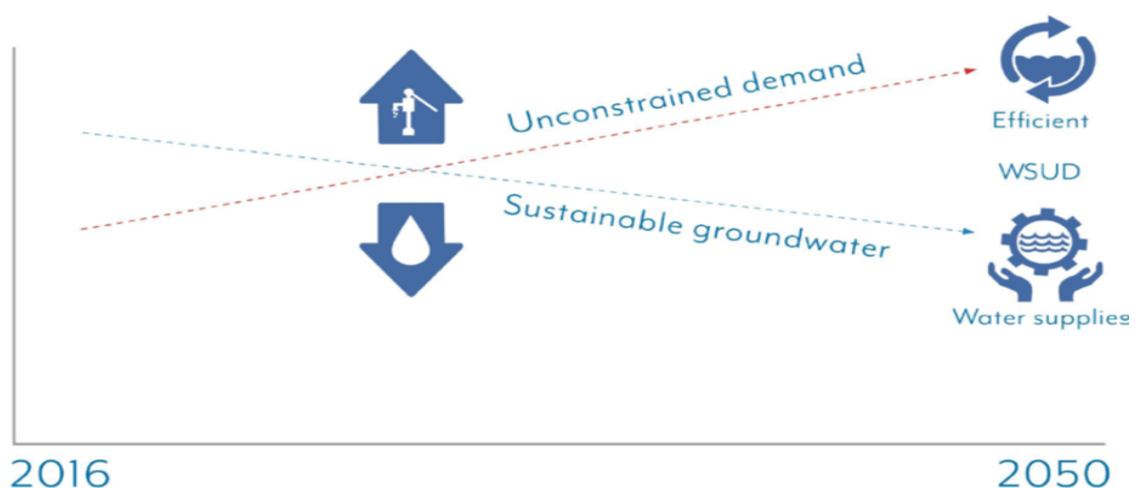 Unconstrained demand
Efficient
WSUD
Sustainable groundwater
Water supplies
2016
2050